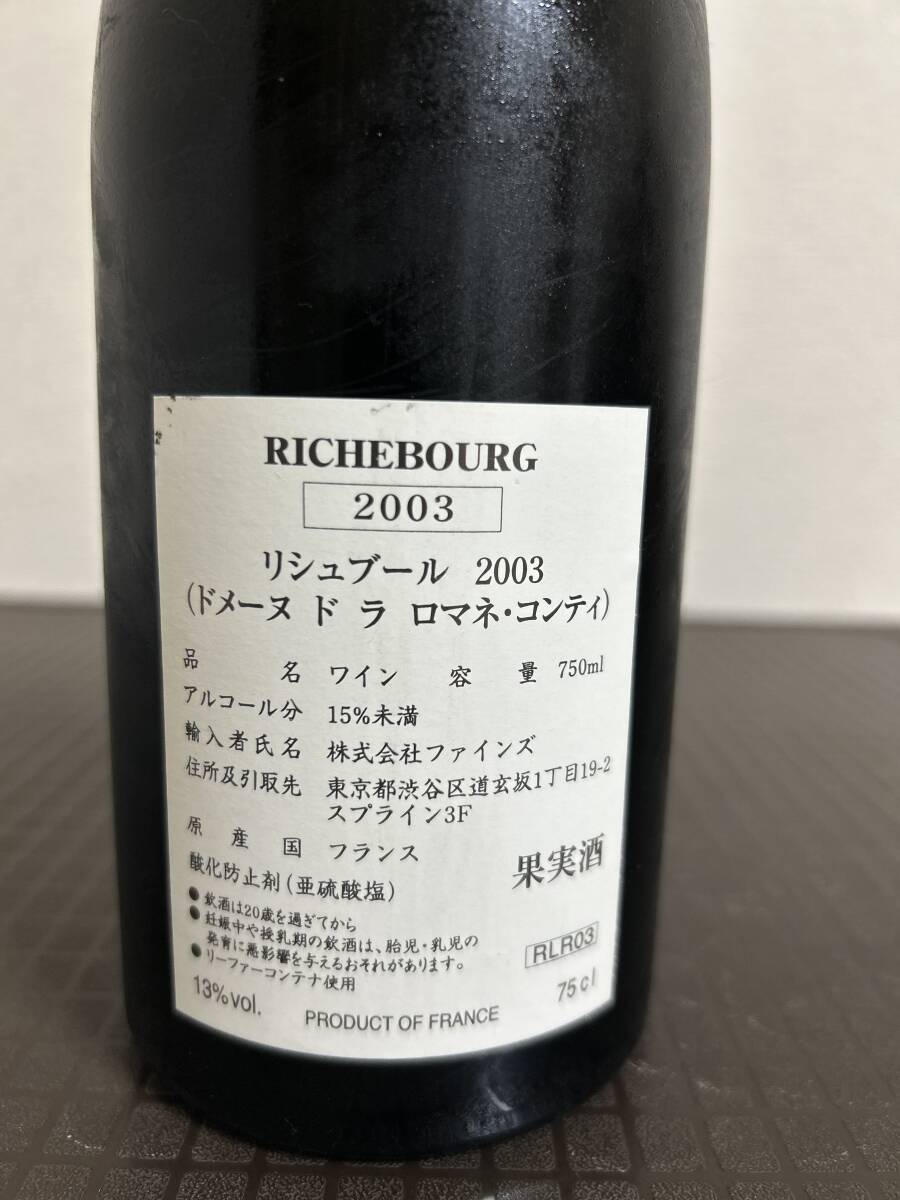 RICHEBOURG
2003
リシュブール 2003
(ドメーヌ ド ラ ロマネ・コンティ)
品名 ワイン 容量 750ml
アルコール分 15%未満
輸入者氏名 株式会社ファインズ
住所及引取先 東京都渋谷区道玄坂1丁目19-2
スプライン3F
原産国 フランス
果実酒
酸化防止剤(亜硫酸塩)
●飲酒は20歳を過ぎてから
●妊娠中や授乳期の飲酒は、胎児・乳児の
発育に悪影響を与えるおそれがあります。
●リーファーコンテナ使用
RLR03
13%vol. PRODUCT OF FRANCE 75cl